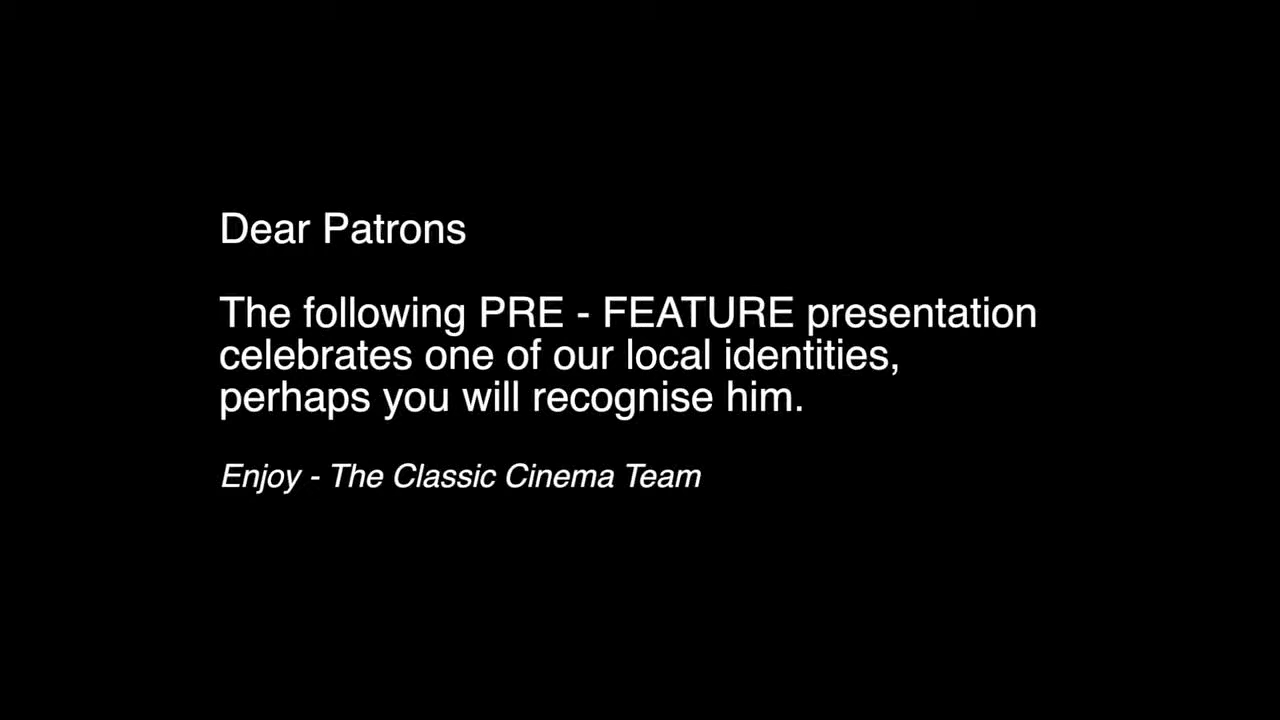 Dear Patrons
The following PRE - FEATURE presentation
celebrates one of our local identities,
perhaps you will recognise him.
Enjoy - The Classic Cinema Team